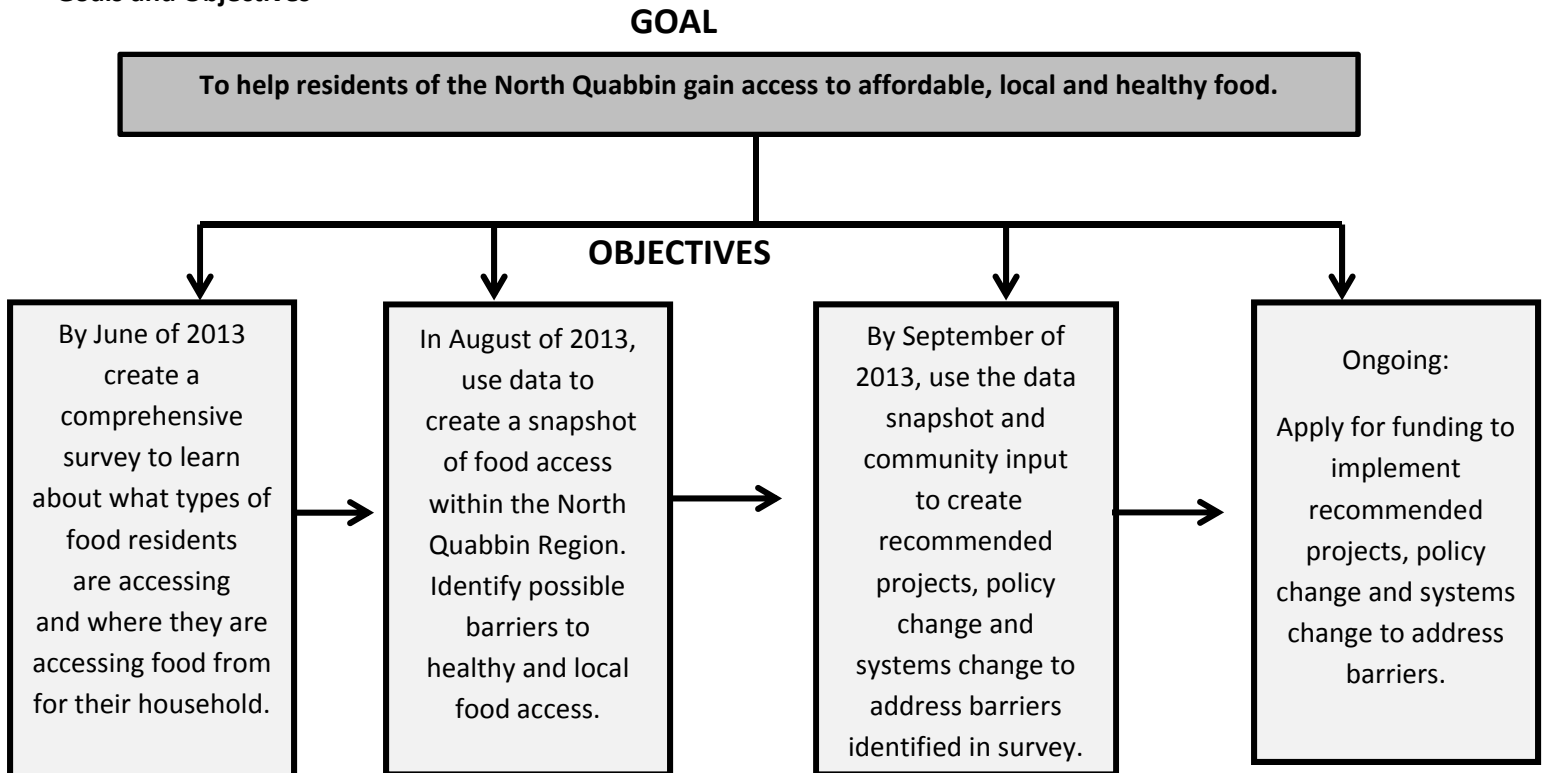 Goals and Objectives
GOAL
To help residents of the North Quabbin gain access to affordable, local and healthy food.
OBJECTIVES
By June of 2013
create a
comprehensive
survey to learn
about what types of
food residents
are accessing
and where they are
accessing food from
for their household.
In August of 2013,
use data to
create a snapshot
of food access
within the North
Quabbin Region.
Identify possible
barriers to
healthy and local
food access.
By September of
2013, use the data
snapshot and
community input
to create
recommended
projects, policy
change and
systems change to
address barriers
identified in survey.
Ongoing:
Apply for funding to
implement
recommended
projects, policy
change and systems
change to address
barriers.